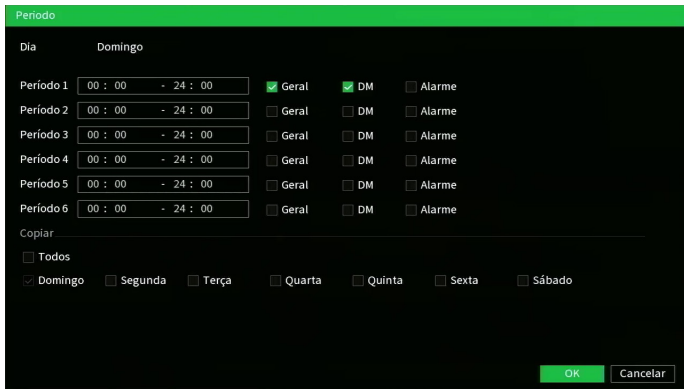 Período
Dia Domingo
Período 1 00 : 00 - 24 : 00 Geral DM Alarme
Período 2 00 : 00 - 24 : 00 Geral DM Alarme
Período 3 00 : 00 - 24 : 00 Geral DM Alarme
Período 4 00 : 00 - 24 : 00 Geral DM Alarme
Período 5 00 : 00 - 24 : 00 Geral DM Alarme
Período 6 00 : 00 - 24 : 00 Geral DM Alarme
Copiar
Todos
Domingo Segunda Terça Quarta Quinta Sexta Sábado
OK Cancelar